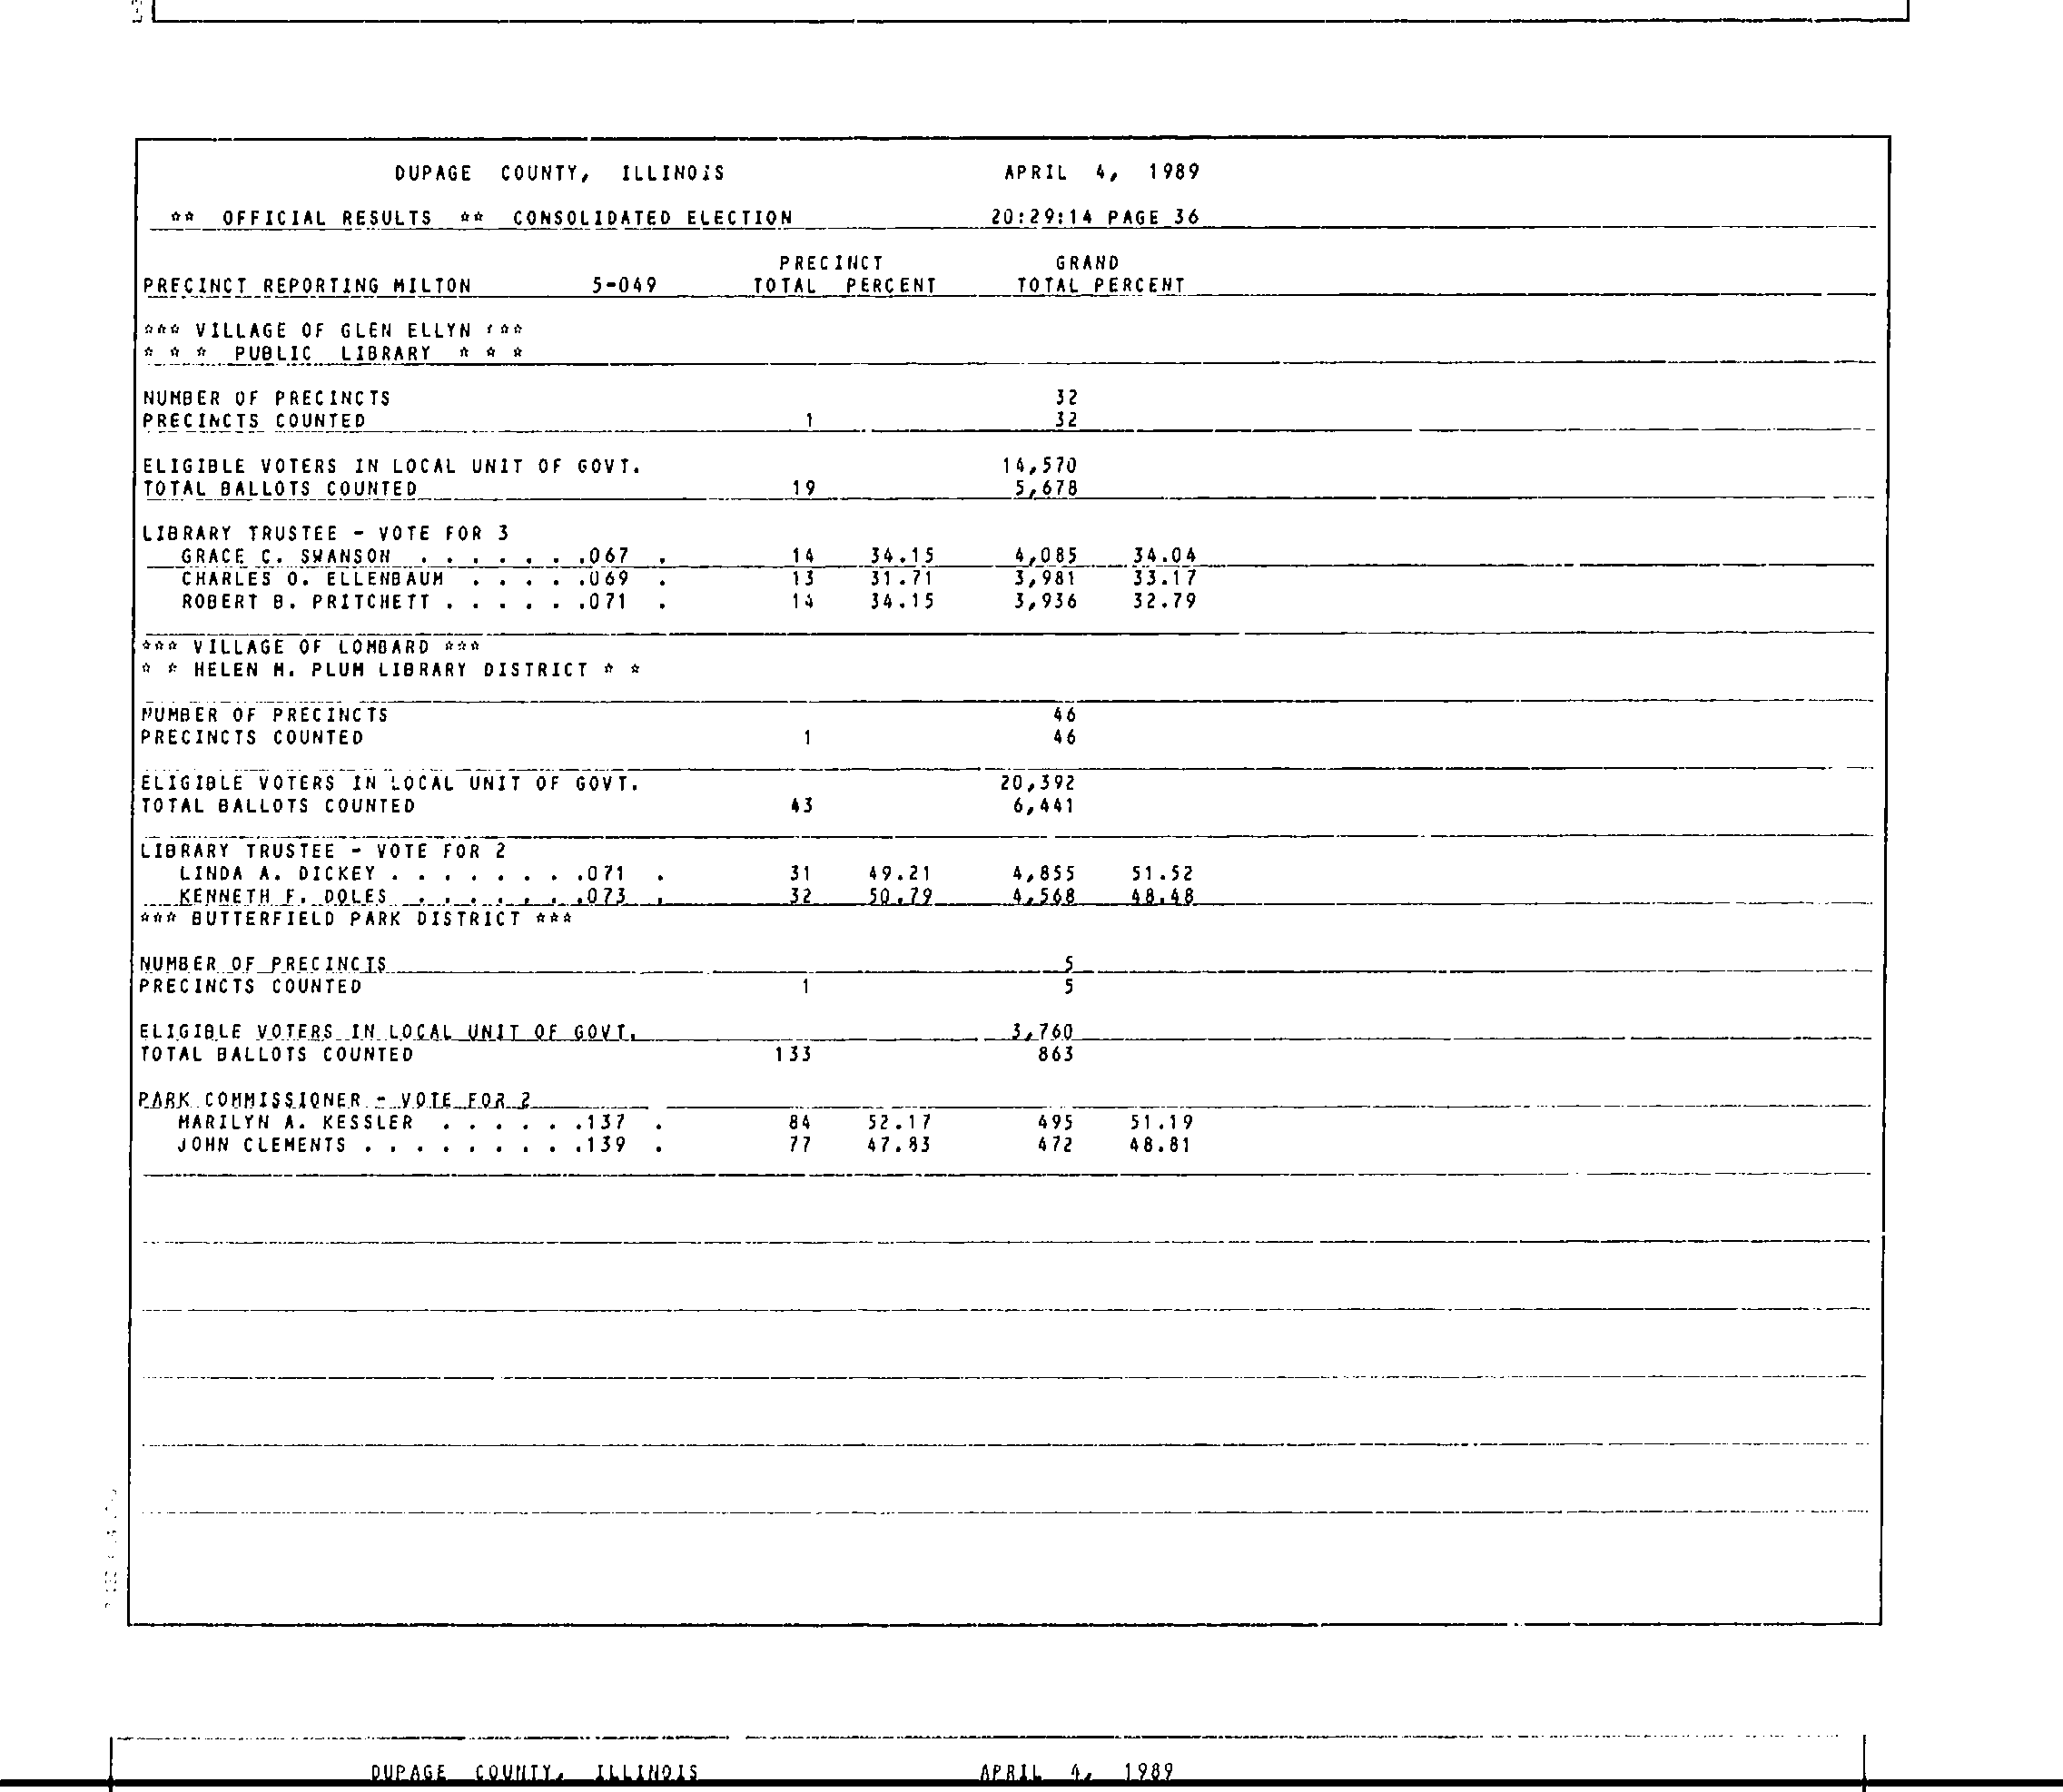 DUPAGE COUNTY, ILLINOIS APRIL 4, 1989
** OFFICIAL RESULTS ** CONSOLIDATED ELECTION 20:29:14 PAGE 36
PRECINCT GRAND
PRECINCT REPORTING MILTON 5-049 TOTAL PERCENT TOTAL PERCENT
*** VILLAGE OF GLEN ELLYN ***
* * * PUBLIC LIBRARY * * *
NUMBER OF PRECINCTS 32
PRECINCTS COUNTED 1 32
ELIGIBLE VOTERS IN LOCAL UNIT OF GOVT. 14,570
TOTAL BALLOTS COUNTED 19 5,678
LIBRARY TRUSTEE - VOTE FOR 3
GRACE C. SWANSON . . . . . . .067 . 14 34.15 4,085 34.04
CHARLES O. ELLENBAUM . . . . .069 . 13 31.71 3,981 33.17
ROBERT B. PRITCHETT . . . . . .071 . 14 34.15 3,936 32.79
*** VILLAGE OF LOMBARD ***
* * HELEN M. PLUM LIBRARY DISTRICT * *
NUMBER OF PRECINCTS 46
PRECINCTS COUNTED 1 46
ELIGIBLE VOTERS IN LOCAL UNIT OF GOVT. 20,392
TOTAL BALLOTS COUNTED 43 6,441
LIBRARY TRUSTEE - VOTE FOR 2
LINDA A. DICKEY . . . . . . . .071 . 31 49.21 4,855 51.52
KENNETH F. DOLES . . . . . . .073 . 32 50.79 4,568 48.48
*** BUTTERFIELD PARK DISTRICT ***
NUMBER OF PRECINCTS 5
PRECINCTS COUNTED 1 5
ELIGIBLE VOTERS IN LOCAL UNIT OF GOVT. 3,760
TOTAL BALLOTS COUNTED 133 863
PARK COMMISSIONER - VOTE FOR 2
MARILYN A. KESSLER . . . . . .137 . 84 52.17 495 51.19
JOHN CLEMENTS . . . . . . . . .139 . 77 47.83 472 48.81
DUPAGE COUNTY, ILLINOIS APRIL 4, 1989